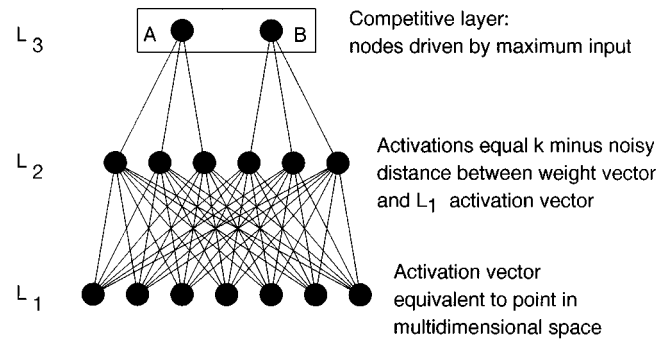 L3
A
B
Competitive layer:
nodes driven by maximum input
L2
Activations equal k minus noisy
distance between weight vector
and L1 activation vector
L1
Activation vector
equivalent to point in
multidimensional space